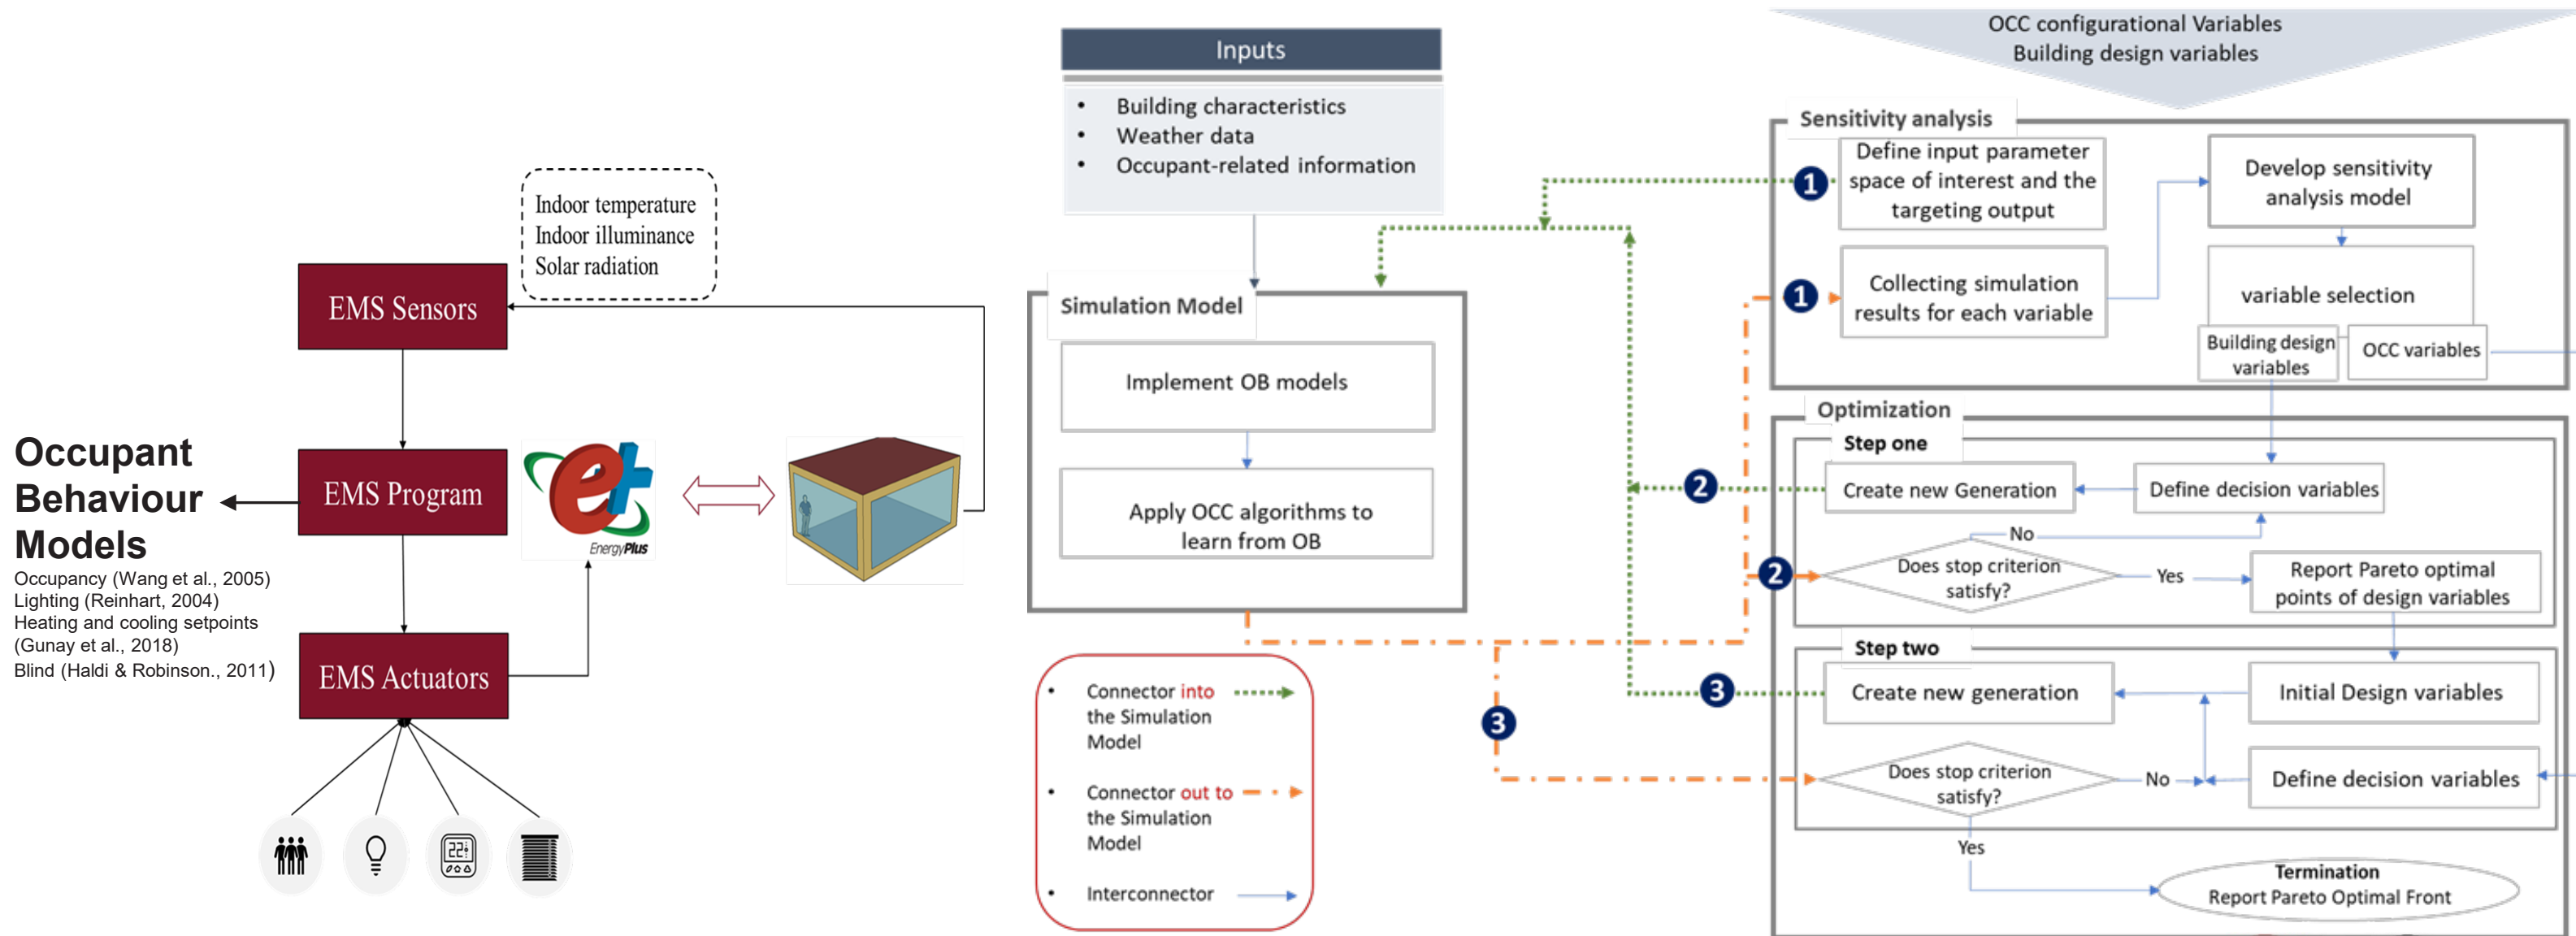 Indoor temperature
Indoor illuminance
Solar radiation
EMS Sensors
Occupant
Behaviour
Models
Occupancy (Wang et al., 2005)
Lighting (Reinhart, 2004)
Heating and cooling setpoints
(Gunay et al., 2018)
Blind (Haldi & Robinson., 2011)
EMS Program
e+
EnergyPlus
EMS Actuators
22
Inputs
• Building characteristics
• Weather data
• Occupant-related information
Simulation Model
Implement OB models
Apply OCC algorithms to
learn from OB
• Connector into
the Simulation
Model
• Connector out to
the Simulation
Model
• Interconnector
OCC configurational Variables
Building design variables
Sensitivity analysis
1
Define input parameter
space of interest and the
targeting output
Develop sensitivity
analysis model
1
Collecting simulation
results for each variable
variable selection
Building design
variables
OCC variables
Optimization
Step one
2
Create new Generation
Define decision variables
No
2
Does stop criterion
satisfy?
Yes
Report Pareto optimal
points of design variables
Step two
3
Create new generation
Initial Design variables
3
Does stop criterion
satisfy?
No
Define decision variables
Yes
Termination
Report Pareto Optimal Front